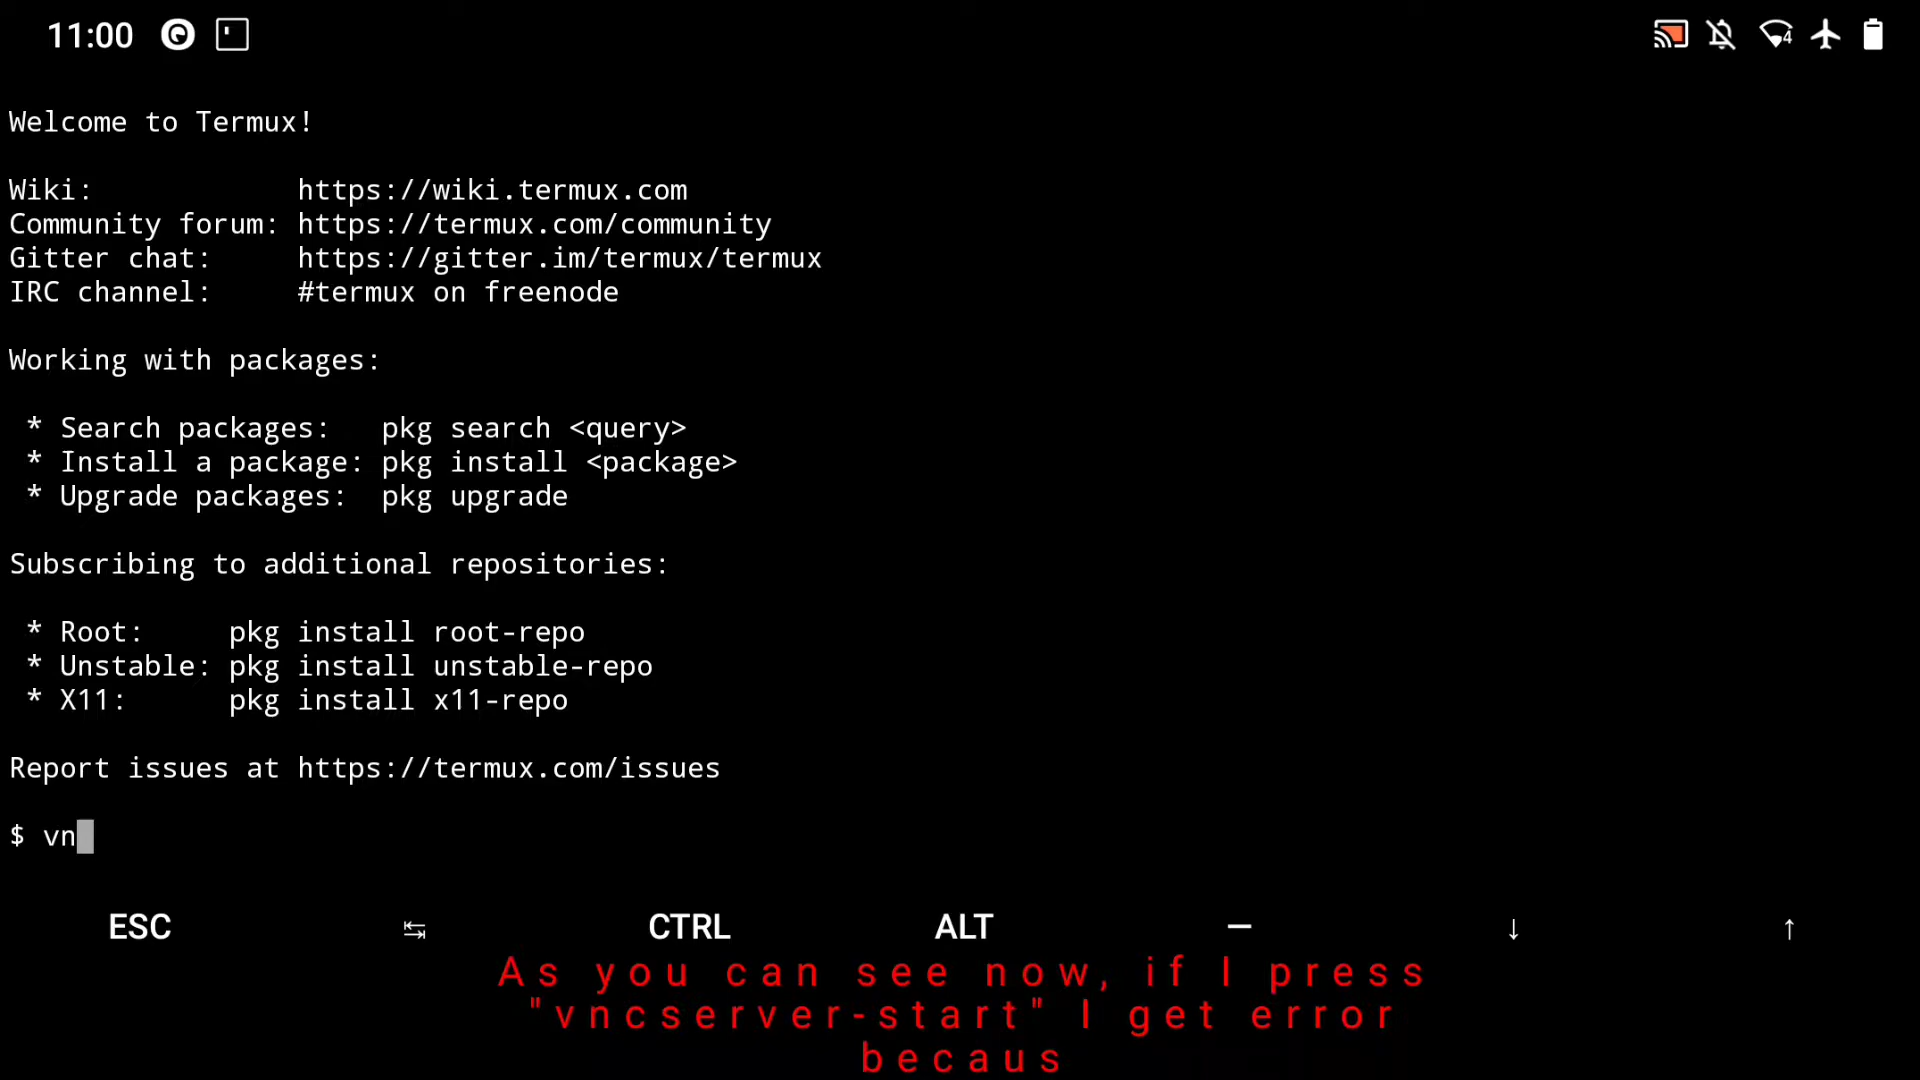 11:00
4
Welcome to Termux!
Wiki: https://wiki.termux.com
Community forum: https://termux.com/community
Gitter chat: https://gitter.im/termux/termux
IRC channel: #termux on freenode
Working with packages:
* Search packages: pkg search <query>
* Install a package: pkg install <package>
* Upgrade packages: pkg upgrade
Subscribing to additional repositories:
* Root: pkg install root-repo
* Unstable: pkg install unstable-repo
* X11: pkg install x11-repo
Report issues at https://termux.com/issues
$ vn
ESC ↹ CTRL ALT — ↓ ↑
As you can see now, if I press
"vncserver-start" I get error
becaus